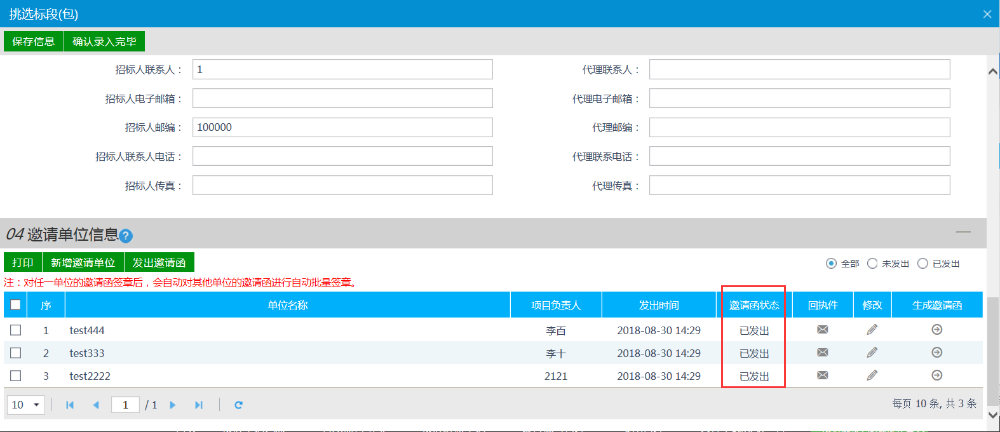 挑选标段(包)
保存信息 确认录入完毕
招标人联系人： 1 代理联系人：
招标人电子邮箱： 代理电子邮箱：
招标人邮编： 100000 代理邮编：
招标人联系人电话： 代理联系电话：
招标人传真： 代理传真：
04 邀请单位信息 ?
打印 新增邀请单位 发出邀请函 全部 未发出 已发出
注：对任一单位的邀请函签章后，会自动对其他单位的邀请函进行自动批量签章。
序 单位名称 项目负责人 发出时间 邀请函状态 回执件 修改 生成邀请函
1 test444 李百 2018-08-30 14:29 已发出
2 test333 李十 2018-08-30 14:29 已发出
3 test2222 2121 2018-08-30 14:29 已发出
10 1 / 1 每页 10 条, 共 3 条